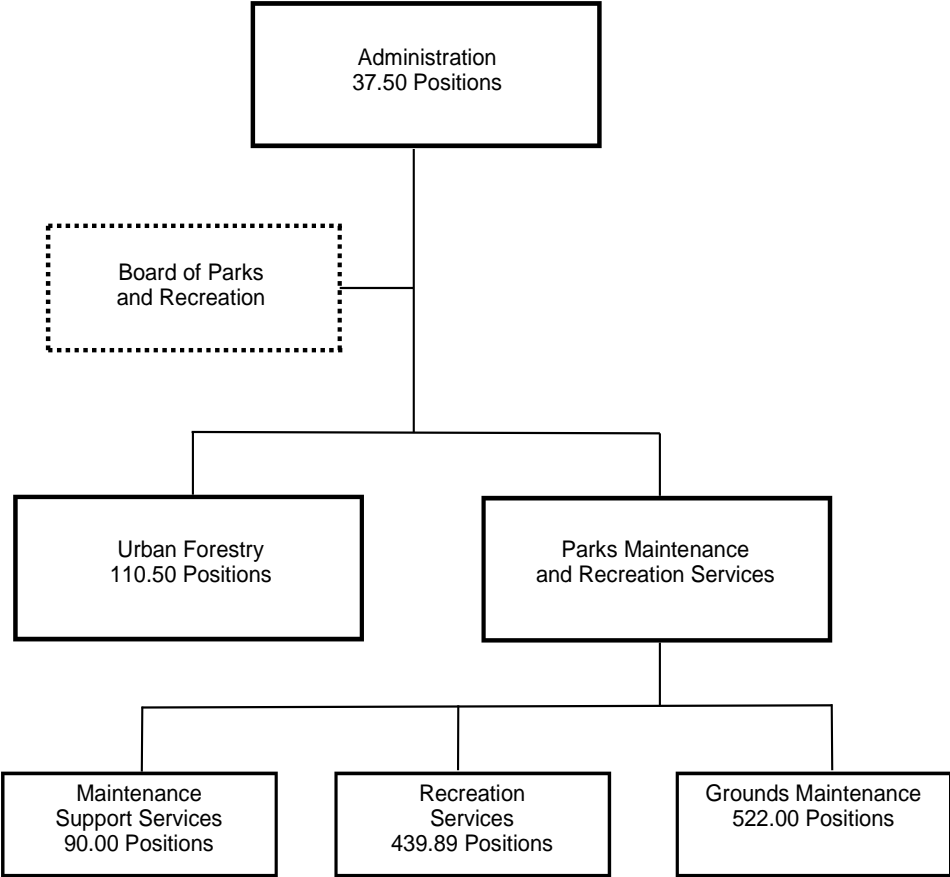 Administration
37.50 Positions
Board of Parks
and Recreation
Urban Forestry
110.50 Positions
Parks Maintenance
and Recreation Services
Maintenance
Support Services
90.00 Positions
Recreation
Services
439.89 Positions
Grounds Maintenance
522.00 Positions